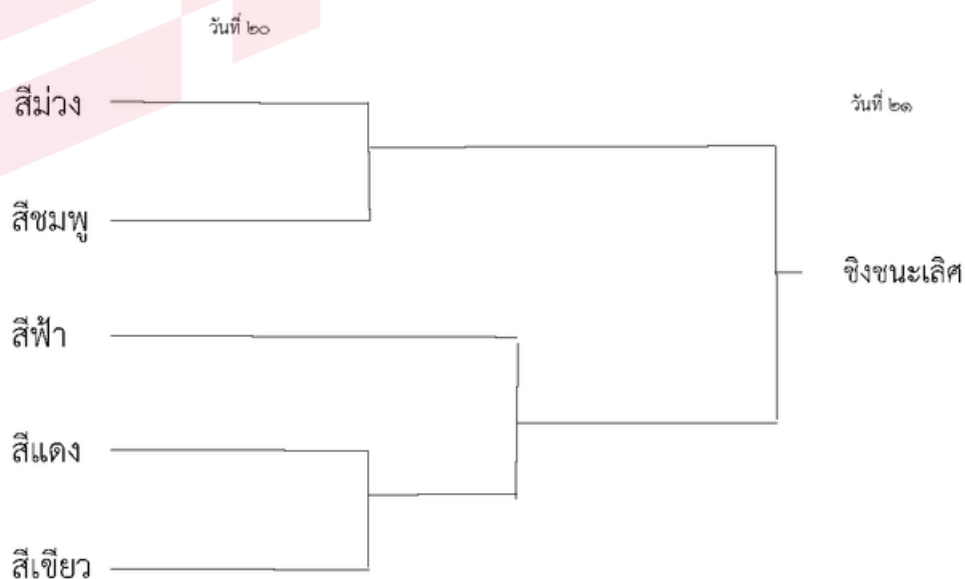 วันที่ ๒๐
สีม่วง
วันที่ ๒๑
สีชมพู
ชิงชนะเลิศ
สีฟ้า
สีแดง
สีเขียว